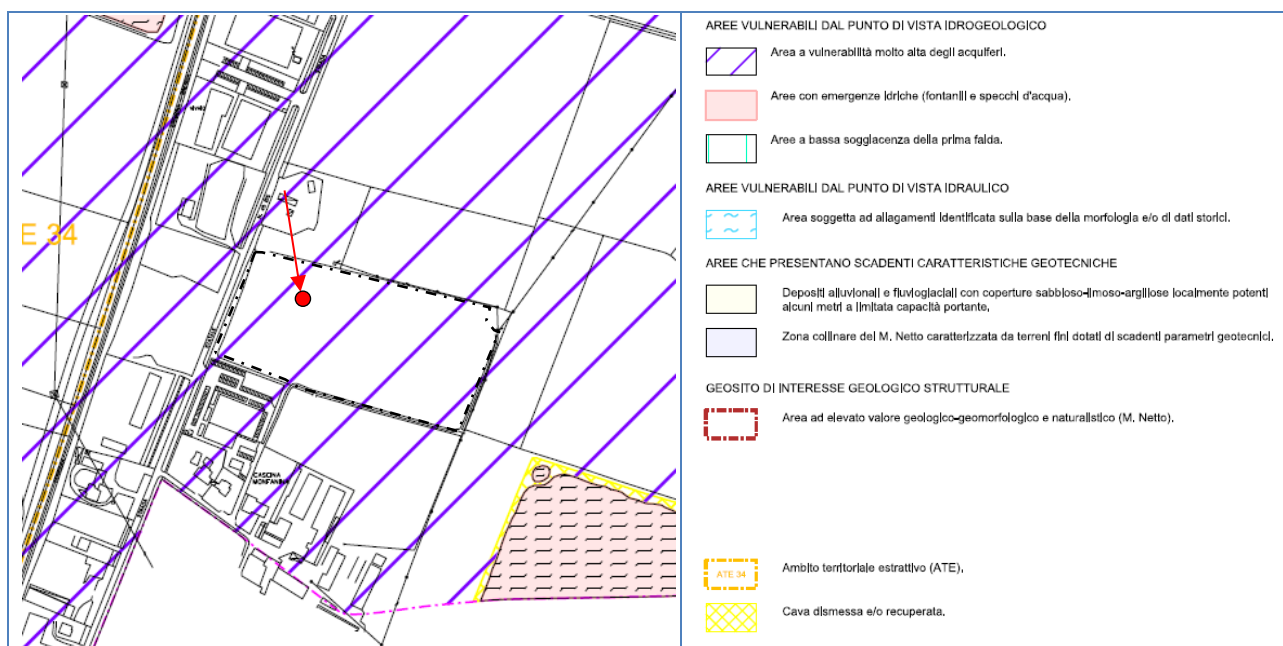 E 34
CASCINA
MONFANINA
AREE VULNERABILI DAL PUNTO DI VISTA IDROGEOLOGICO
Area a vulnerabilità molto alta degli acquiferi.
Aree con emergenze idriche (fontanili e specchi d'acqua).
Aree a bassa soggiacenza della prima falda.
AREE VULNERABILI DAL PUNTO DI VISTA IDRAULICO
Area soggetta ad allagamenti identificata sulla base della morfologia e/o di dati storici.
AREE CHE PRESENTANO SCADENTI CARATTERISTICHE GEOTECNICHE
Depositi alluvionali e fluvioglaciali con coperture sabbioso-limoso-argillose localmente potenti
alcuni metri a limitata capacità portante.
Zona collinare del M. Netto caratterizzata da terreni fini dotati di scadenti parametri geotecnici.
GEOSITO DI INTERESSE GEOLOGICO STRUTTURALE
Area ad elevato valore geologico-geomorfologico e naturalistico (M. Netto).
ATE 34
Ambito territoriale estrattivo (ATE).
Cava dismessa e/o recuperata.